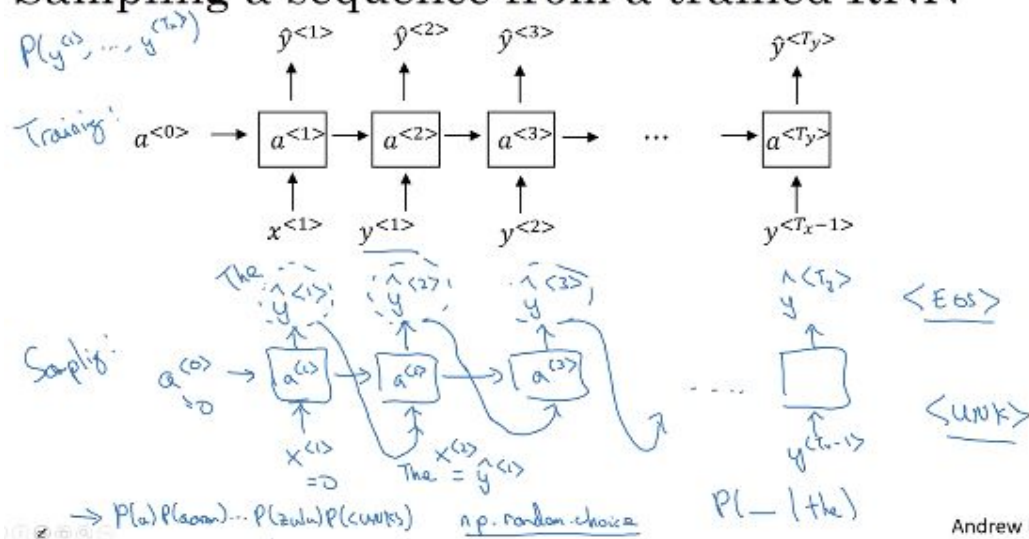 Sampling a sequence from a trained RNN
P(y<1>, ..., y<Tx>)
ŷ<1> ŷ<2> ŷ<3> ŷ<Ty>
Training: a<0> a<1> a<2> a<3> ... a<Ty>
x<1> y<1> y<2> y<Tx-1>
The ŷ<1> ŷ<2> ŷ<3> ŷ<Ty> <EOS>
Sampling: a<0> =0 a<1> a<2> a<3> ....
<UNK>
x<1> =0 The x<2> = ŷ<1> y<Tx-1>
→ P(a) P(aaron) ... P(zulu) P(<UNK>) np.random.choice P(_ | the)
Andrew